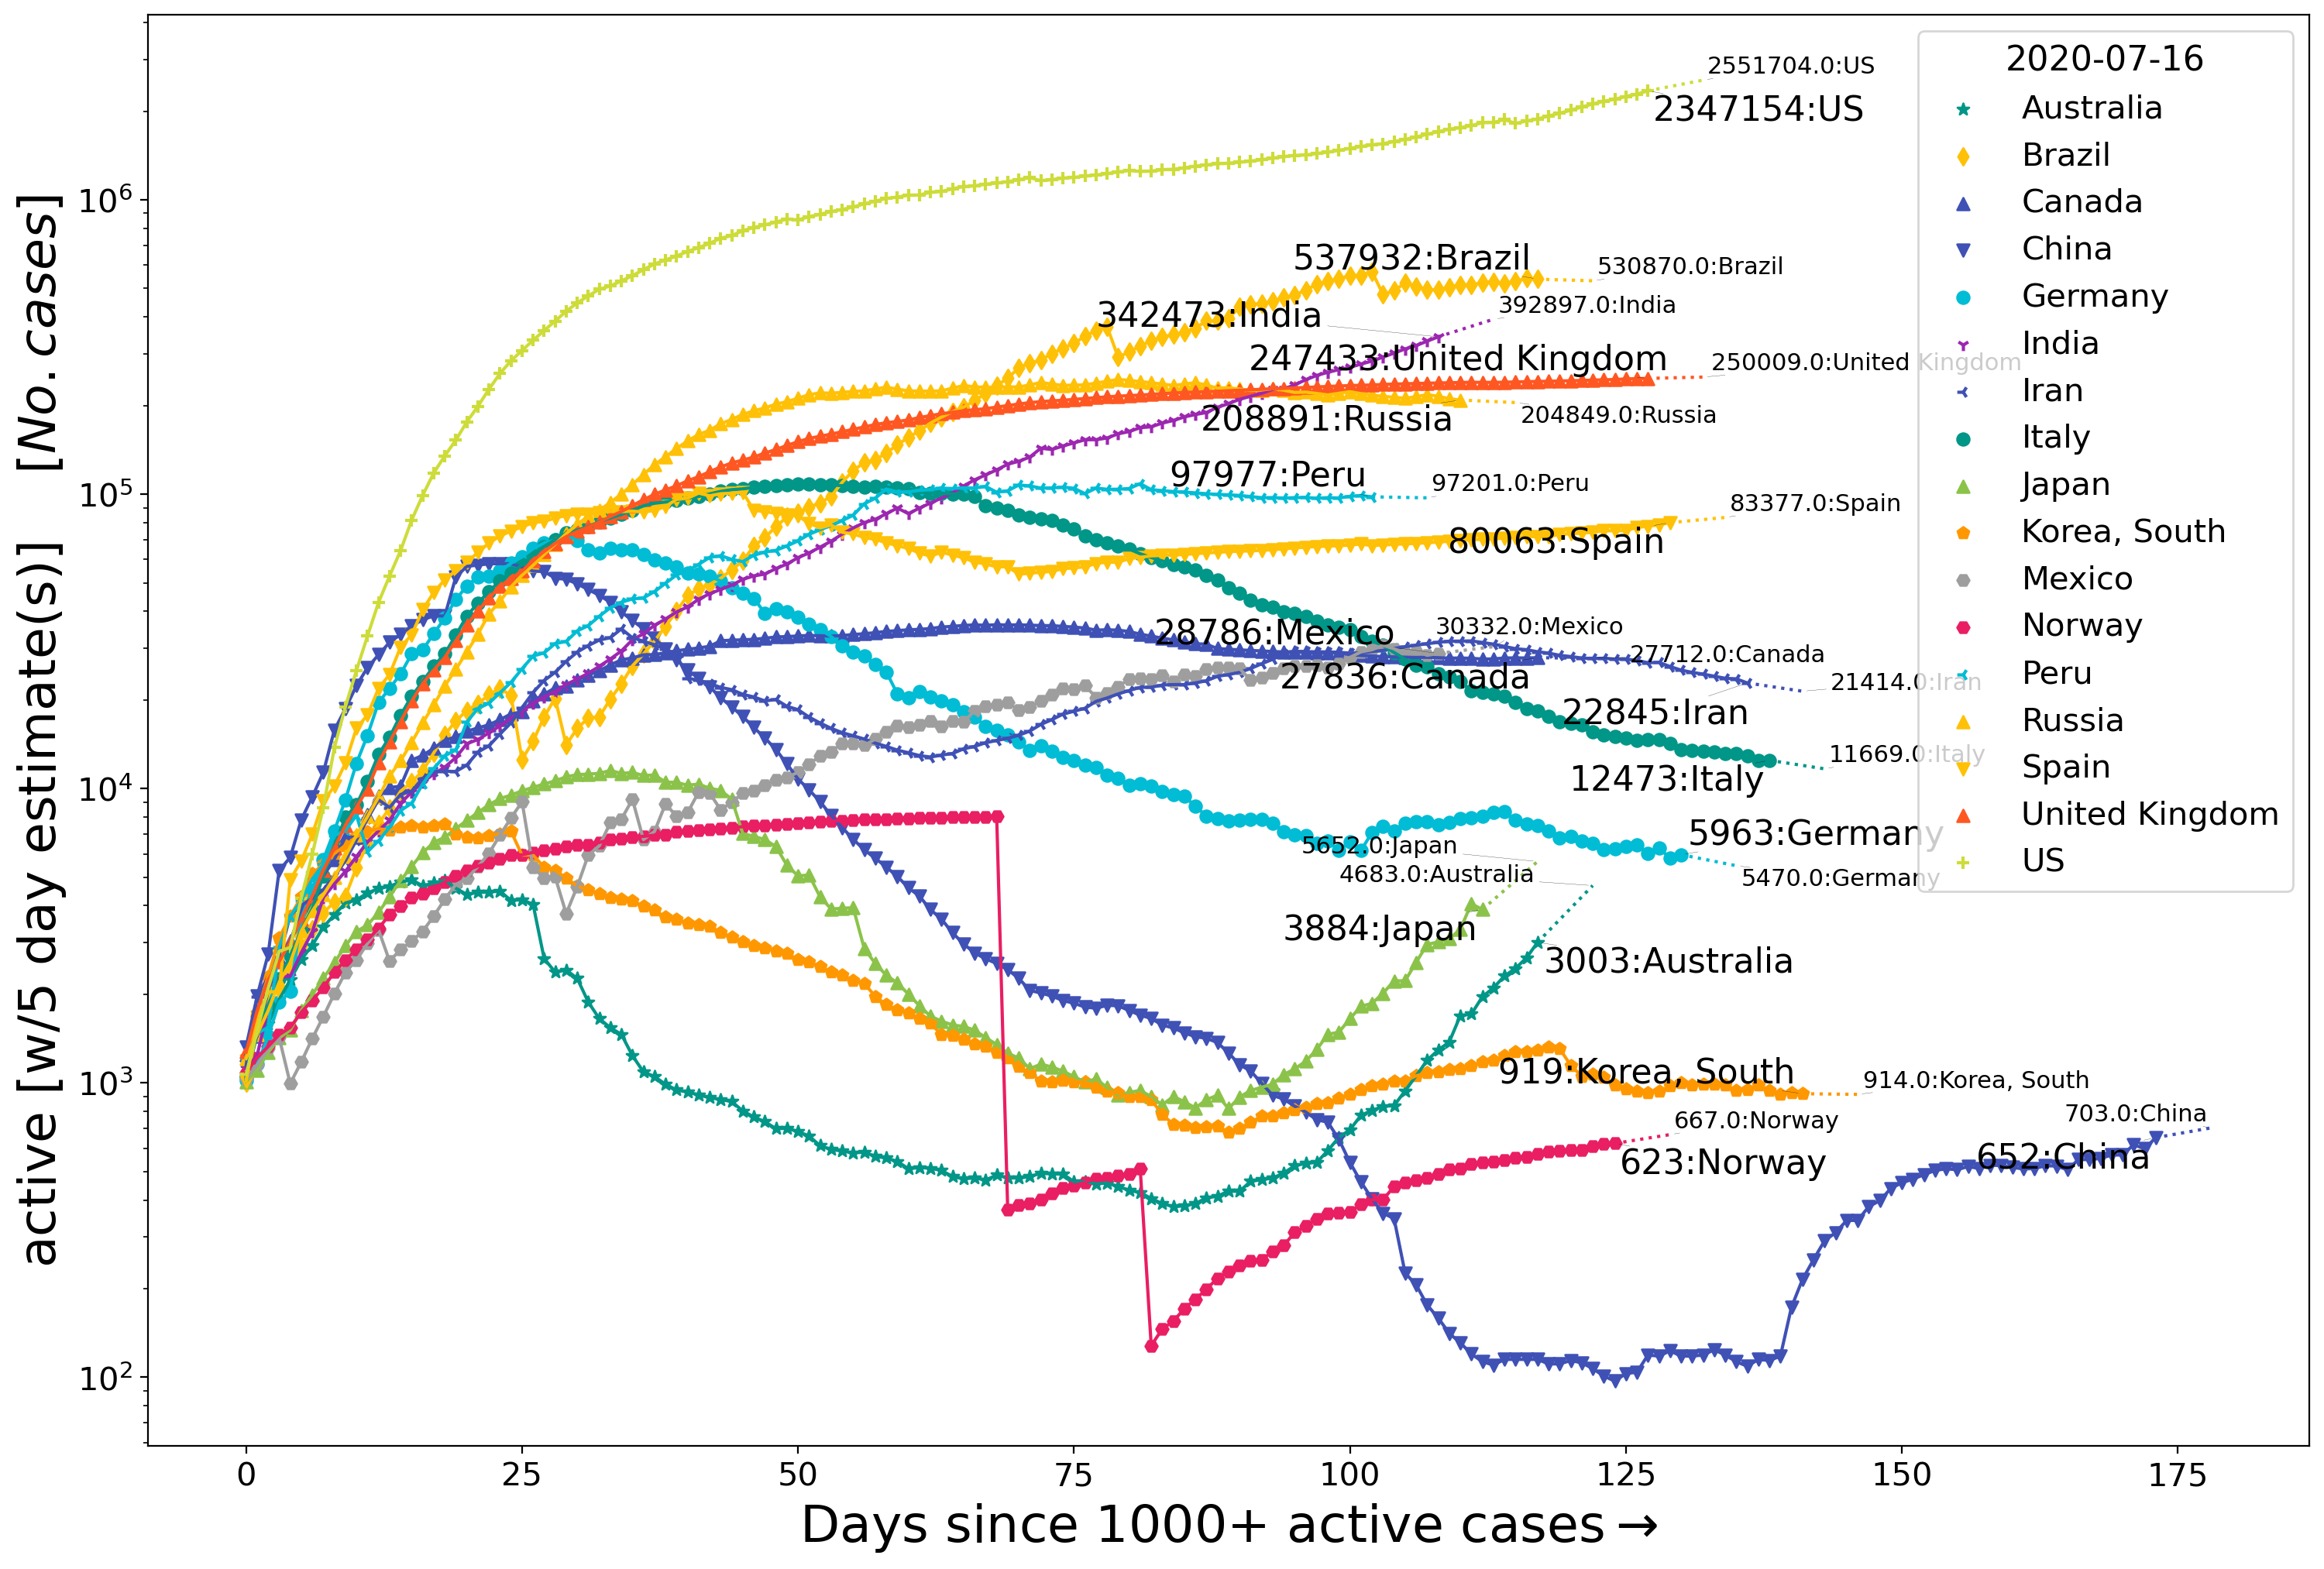 active [w/5 day estimate(s)]   [No.cases]
10^6
10^5
10^4
10^3
10^2
2551704.0:US
2347154:US
537932:Brazil
530870.0:Brazil
342473:India
392897.0:India
247433:United Kingdom
250009.0:United Kingdom
208891:Russia
204849.0:Russia
97977:Peru
97201.0:Peru
83377.0:Spain
80063:Spain
28786:Mexico
30332.0:Mexico
27712.0:Canada
27836:Canada
21414.0:Iran
22845:Iran
11669.0:Italy
12473:Italy
5963:Germany
5652.0:Japan
4683.0:Australia
5470.0:Germany
3884:Japan
3003:Australia
919:Korea, South
914.0:Korea, South
667.0:Norway
703.0:China
623:Norway
652:China
2020-07-16
Australia
Brazil
Canada
China
Germany
India
Iran
Italy
Japan
Korea, South
Mexico
Norway
Peru
Russia
Spain
United Kingdom
US
0 25 50 75 100 125 150 175
Days since 1000+ active cases→